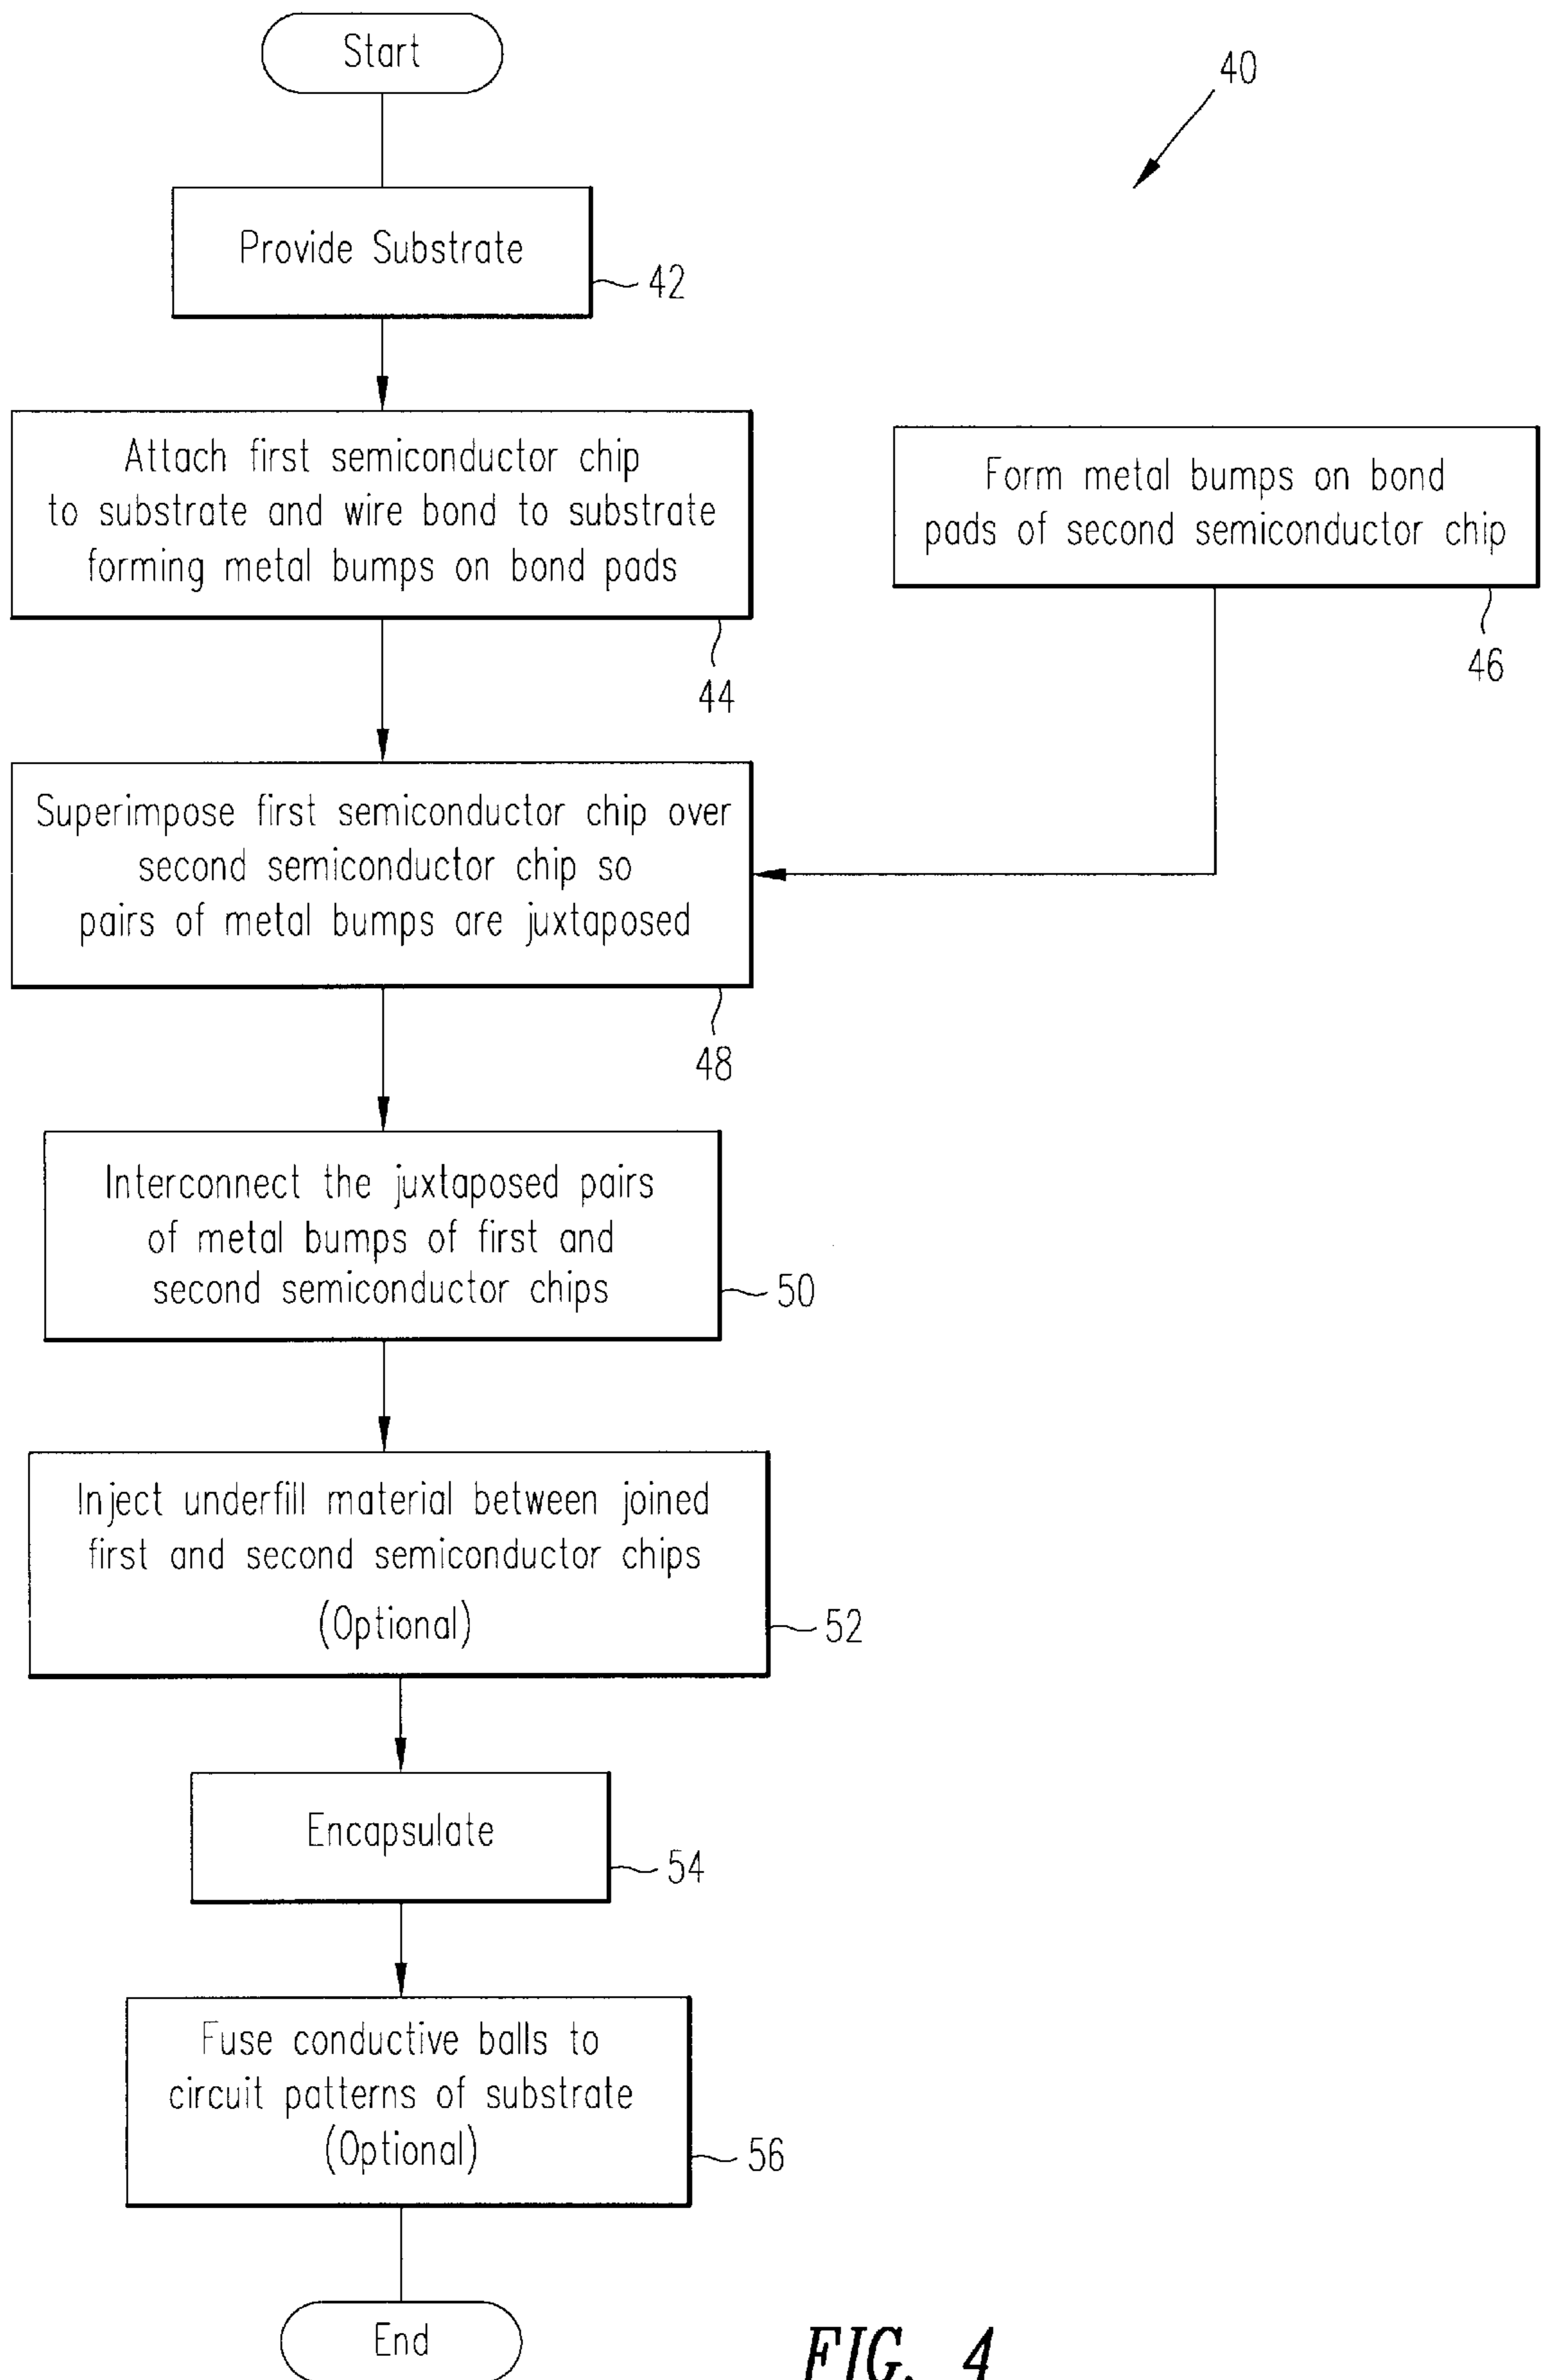 Start
40
Provide Substrate
42
Attach first semiconductor chip
to substrate and wire bond to substrate
forming metal bumps on bond pads
44
Form metal bumps on bond
pads of second semiconductor chip
46
Superimpose first semiconductor chip over
second semiconductor chip so
pairs of metal bumps are juxtaposed
48
Interconnect the juxtaposed pairs
of metal bumps of first and
second semiconductor chips
50
Inject underfill material between joined
first and second semiconductor chips
(Optional)
52
Encapsulate
54
Fuse conductive balls to
circuit patterns of substrate
(Optional)
56
End
FIG. 4